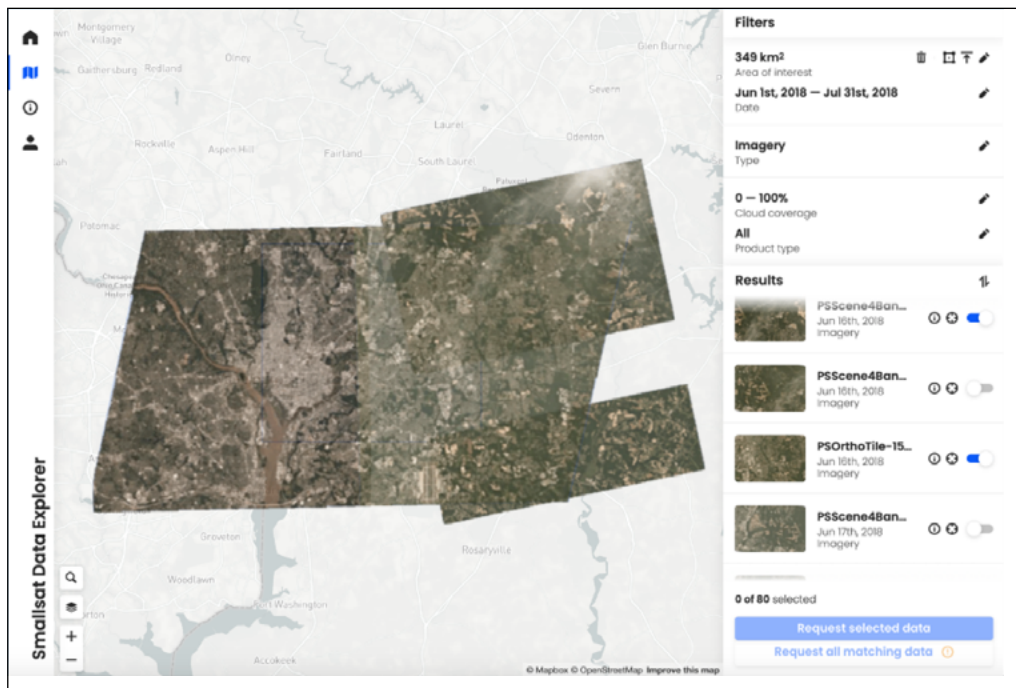 Smallsat Data Explorer
Montgomery
Village
Olney
Glen Burnie
Gaithersburg
Redland
Severn
Laurel
Odenton
Rockville
Aspen Hill
Fairland
South Laurel
Potomac
Groveton
Rosaryville
Woodlawn
Fort Washington
Accokeek
© Mapbox © OpenStreetMap Improve this map
Filters
349 km²
Area of interest
Jun 1st, 2018 — Jul 31st, 2018
Date
Imagery
Type
0 — 100%
Cloud coverage
All
Product type
Results
PSScene4Ban...
Jun 16th, 2018
Imagery
PSScene4Ban...
Jun 16th, 2018
Imagery
PSOrthoTile-15...
Jun 16th, 2018
Imagery
PSScene4Ban...
Jun 17th, 2018
Imagery
0 of 80 selected
Request selected data
Request all matching data